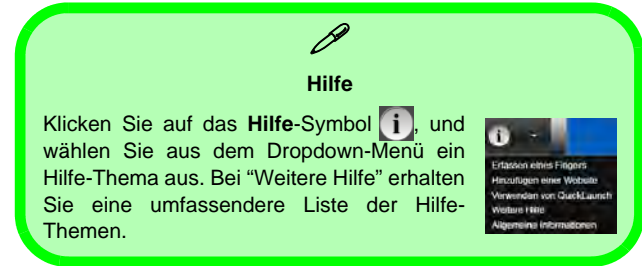 Hilfe
Klicken Sie auf das Hilfe-Symbol i, und
wählen Sie aus dem Dropdown-Menü ein
Hilfe-Thema aus. Bei “Weitere Hilfe” erhalten
Sie eine umfassendere Liste der Hilfe-
Themen.
i
Erfassen eines Fingers
Hinzufügen einer Website
Verwenden von QuickLaunch
Weitere Hilfe
Allgemeine Informationen